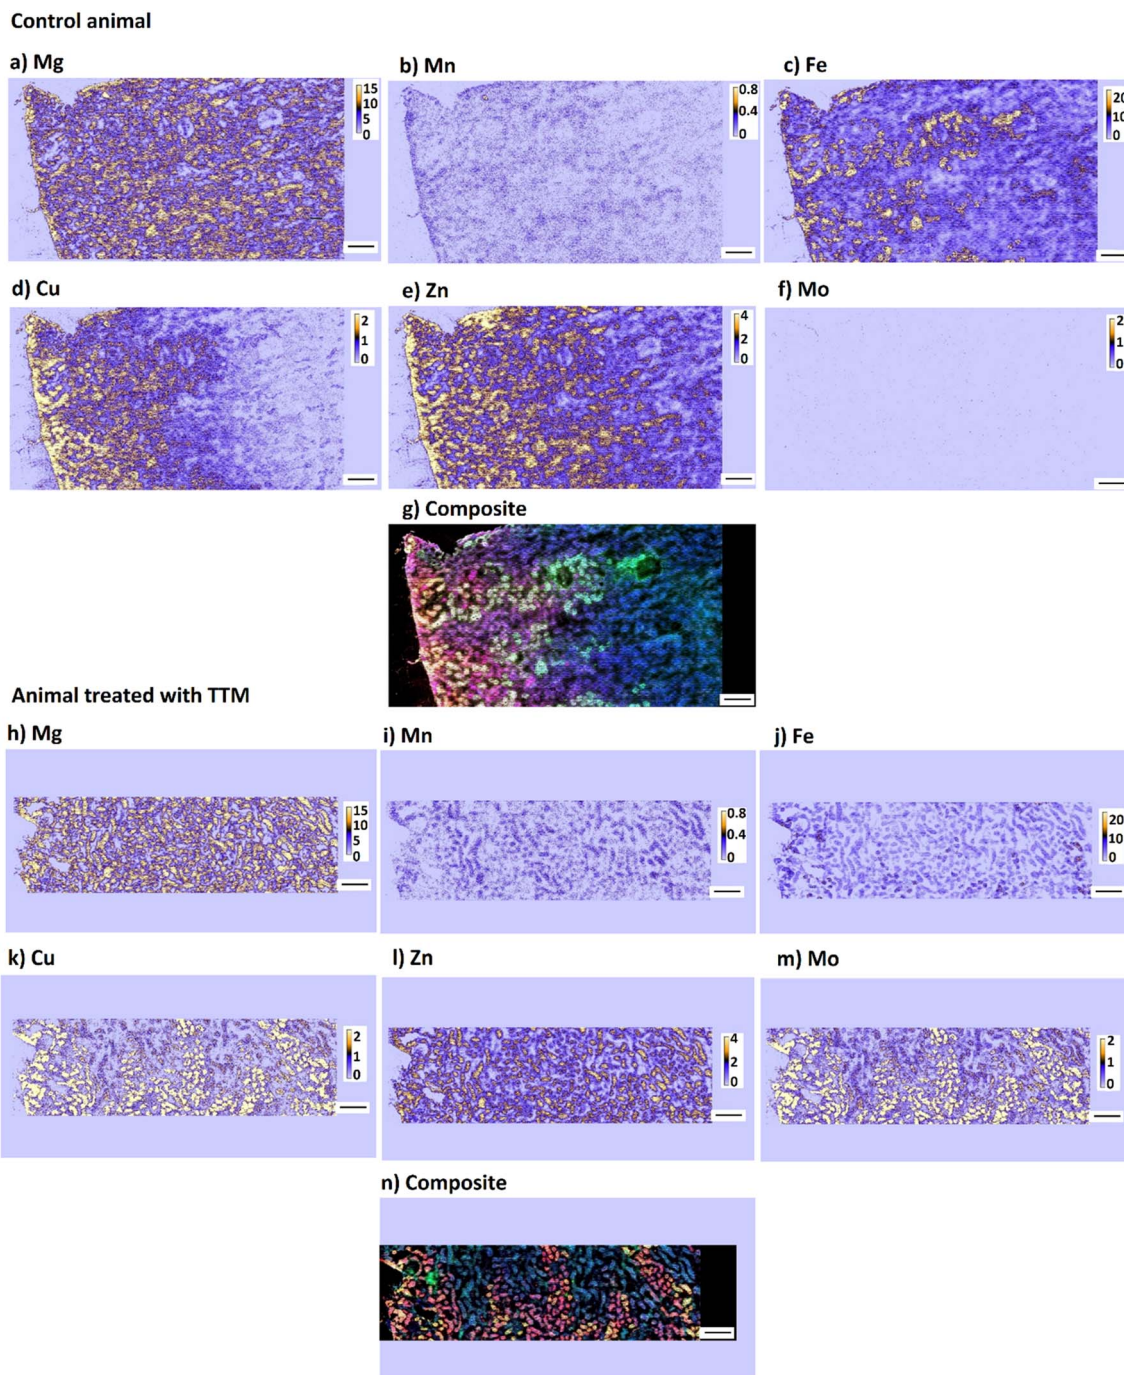 Control animal
a) Mg
b) Mn
c) Fe
15
10
5
0
0.8
0.4
0
20
10
0
d) Cu
e) Zn
f) Mo
2
1
0
4
2
0
2
1
0
g) Composite
Animal treated with TTM
h) Mg
i) Mn
j) Fe
15
10
5
0
0.8
0.4
0
20
10
0
k) Cu
l) Zn
m) Mo
2
1
0
4
2
0
2
1
0
n) Composite